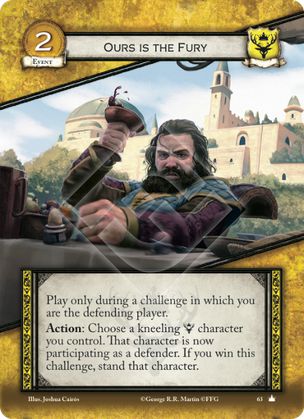 2
Event
Ours is the Fury
Play only during a challenge in which you
are the defending player.
Action: Choose a kneeling character
you control. That character is now
participating as a defender. If you win this
challenge, stand that character.
Illus. Joshua Cairós
©George R.R. Martin ©FFG
63